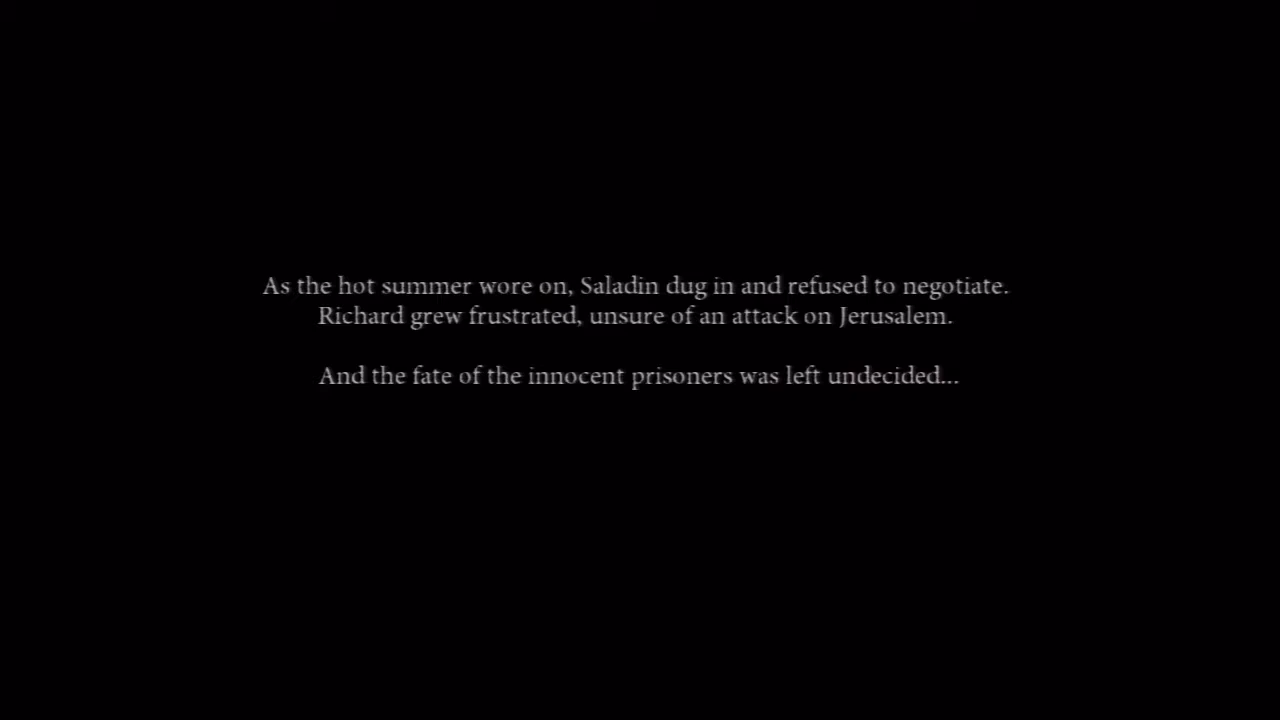 As the hot summer wore on, Saladin dug in and refused to negotiate.
Richard grew frustrated, unsure of an attack on Jerusalem.
And the fate of the innocent prisoners was left undecided...